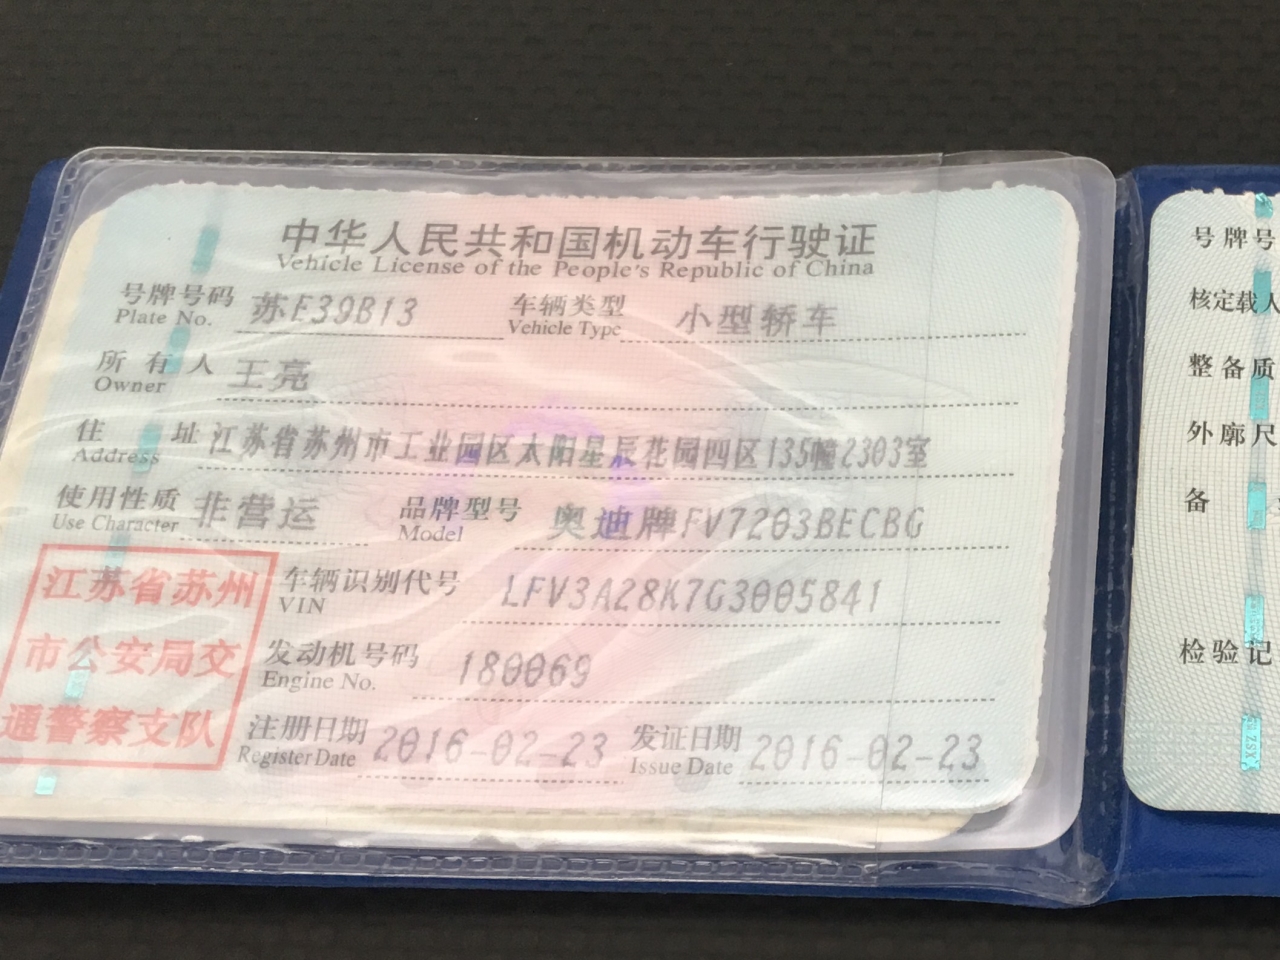 中华人民共和国机动车行驶证
Vehicle License of the People's Republic of China
号牌号码 苏E39B13 车辆类型 小型轿车
Plate No. Vehicle Type
所有人 王亮
Owner
住址 江苏省苏州市工业园区太阳星辰花园四区135幢2303室
Address
使用性质 非营运 品牌型号 奥迪牌FV7203BECBG
Use Character Model
江苏省苏州
市公安局交
通警察支队
车辆识别代号 LFV3A28K7G3005841
VIN
发动机号码 180069
Engine No.
注册日期 2016-02-23 发证日期 2016-02-23
Register Date Issue Date
号牌号
核定载人
整备质
外廓尺
备
检验记